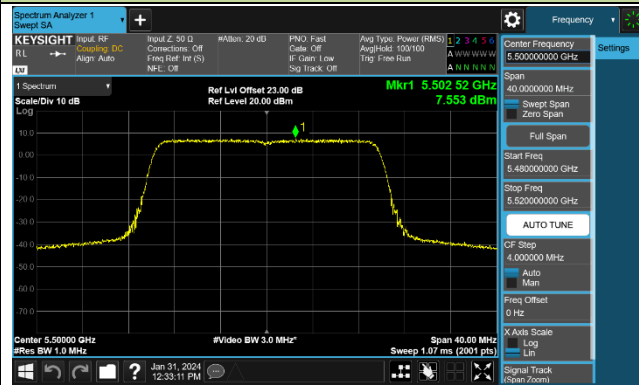 Spectrum Analyzer 1
Swept SA
Frequency
KEYSIGHT
RL
LXI
Input: RF
Coupling: DC
Align: Auto
Input Z: 50 Ω
Corrections: Off
Freq Ref: Int (S)
NFE: Off
#Atten: 20 dB
PNO: Fast
Gate: Off
IF Gain: Low
Sig Track: Off
Avg Type: Power (RMS)
Avg|Hold: 100/100
Trig: Free Run
1 2 3 4 5 6
A W W W W W
A N N N N N
1 Spectrum
Scale/Div 10 dB
Log
Ref Lvl Offset 23.00 dB
Ref Level 20.00 dBm
Mkr1 5.502 52 GHz
7.553 dBm
1
10.0
0.00
-10.0
-20.0
-30.0
-40.0
-50.0
-60.0
-70.0
Center 5.50000 GHz
#Res BW 1.0 MHz
#Video BW 3.0 MHz*
Span 40.00 MHz
Sweep 1.07 ms (2001 pts)
Jan 31, 2024
12:33:11 PM
Center Frequency
5.500000000 GHz
Settings
Span
40.0000000 MHz
Swept Span
Zero Span
Full Span
Start Freq
5.480000000 GHz
Stop Freq
5.520000000 GHz
AUTO TUNE
CF Step
4.000000 MHz
Auto
Man
Freq Offset
0 Hz
X Axis Scale
Log
Lin
Signal Track
(Span Zoom)